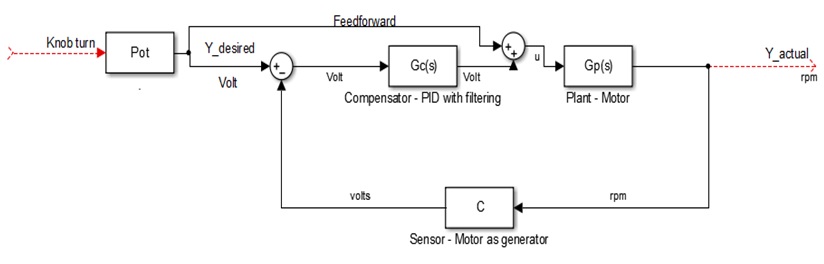 Feedforward
Knob turn
Pot
Y_desired
Volt
+
−
Volt
Gc(s)
Compensator - PID with filtering
Volt
+
+
u
Gp(s)
Plant - Motor
Y_actual
rpm
volts
C
rpm
Sensor - Motor as generator